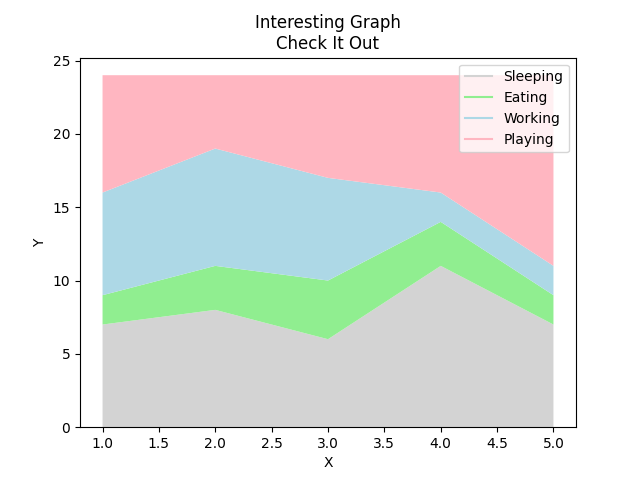 Interesting Graph
Check It Out
25
20
15
10
5
0
Y
Sleeping
Eating
Working
Playing
1.0 1.5 2.0 2.5 3.0 3.5 4.0 4.5 5.0
X